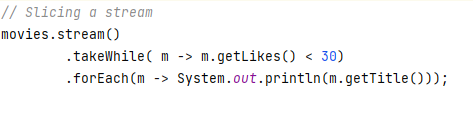 // Slicing a stream
movies.stream()
        .takeWhile( m -> m.getLikes() < 30)
        .forEach(m -> System.out.println(m.getTitle()));